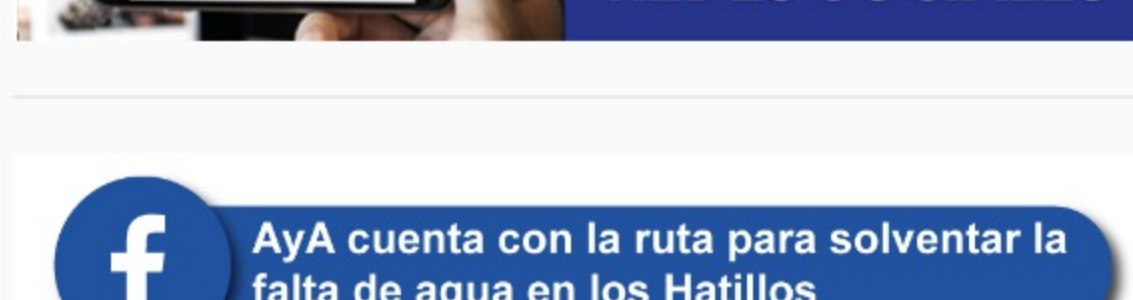 AyA cuenta con la ruta para solventar la
falta de agua en los Hatillos